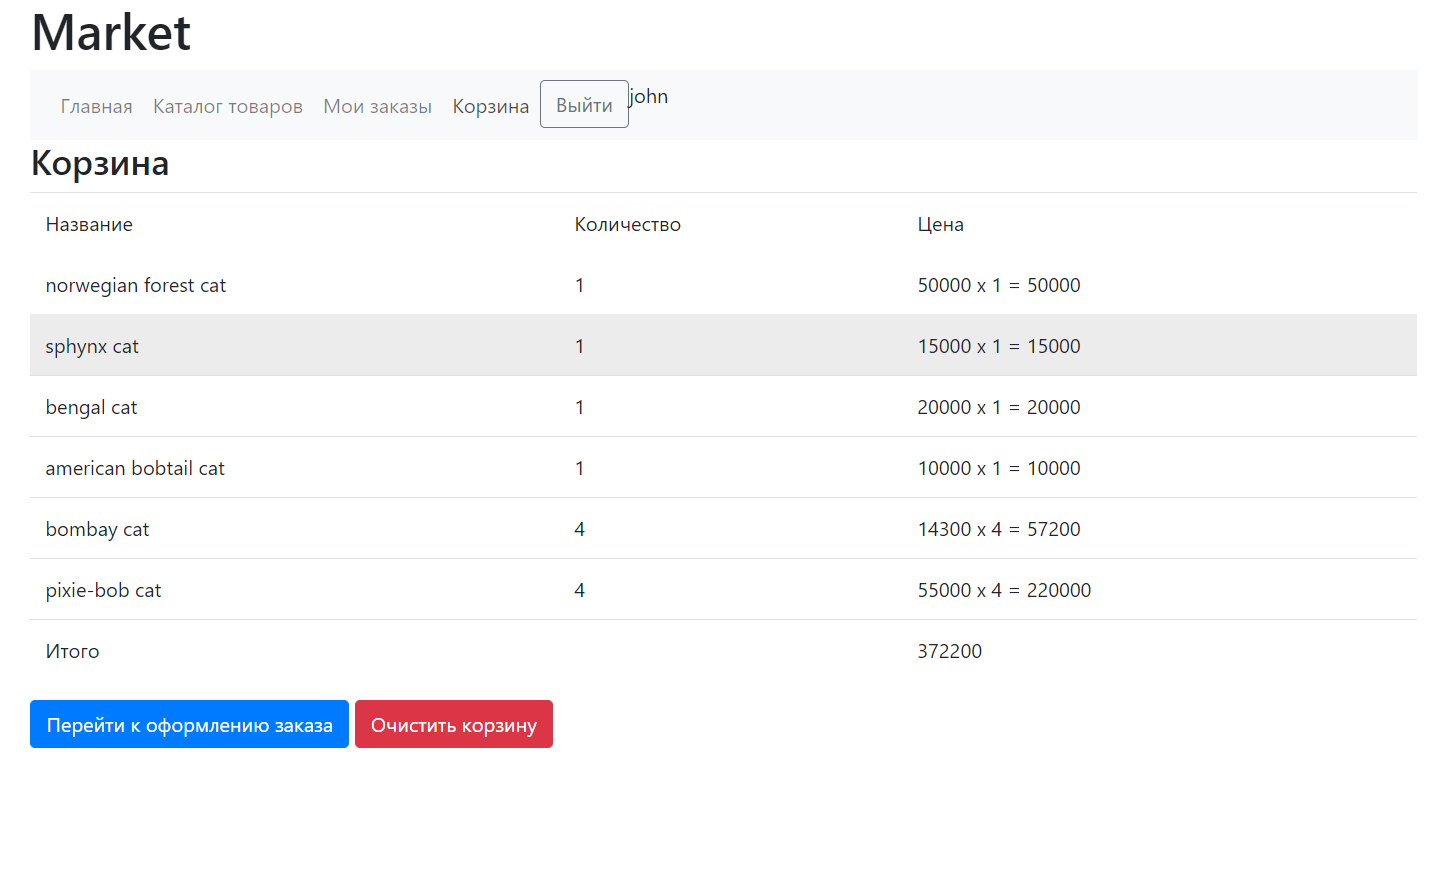 Market
Главная Каталог товаров Мои заказы Корзина Выйти john
Корзина
Название Количество Цена
norwegian forest cat 1 50000 x 1 = 50000
sphynx cat 1 15000 x 1 = 15000
bengal cat 1 20000 x 1 = 20000
american bobtail cat 1 10000 x 1 = 10000
bombay cat 4 14300 x 4 = 57200
pixie-bob cat 4 55000 x 4 = 220000
Итого 372200
Перейти к оформлению заказа Очистить корзину